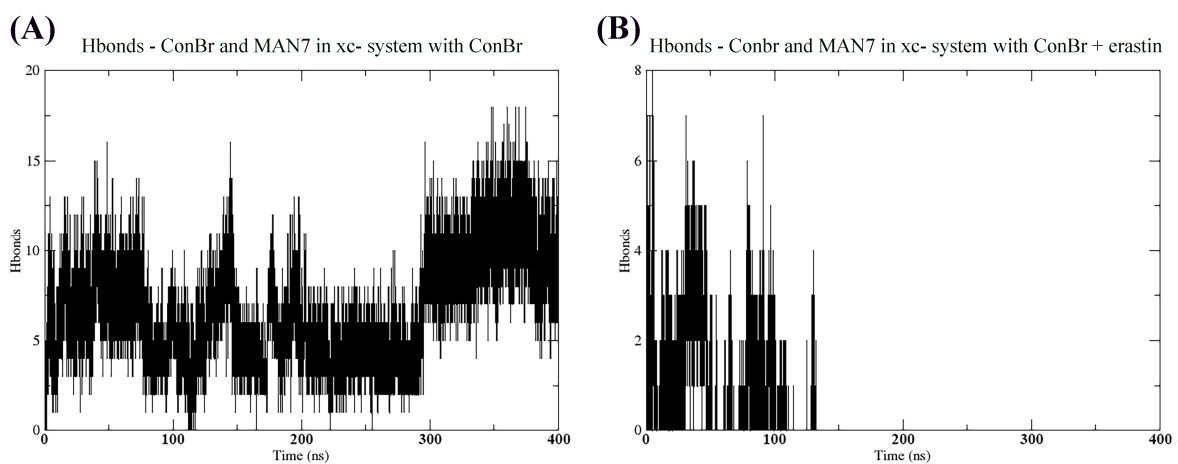 (A)
Hbonds - ConBr and MAN7 in xc- system with ConBr
20
15
10
5
0
Hbonds
0 100 200 300 400
Time (ns)
(B)
Hbonds - Conbr and MAN7 in xc- system with ConBr + erastin
8
6
4
2
0
Hbonds
0 100 200 300 400
Time (ns)